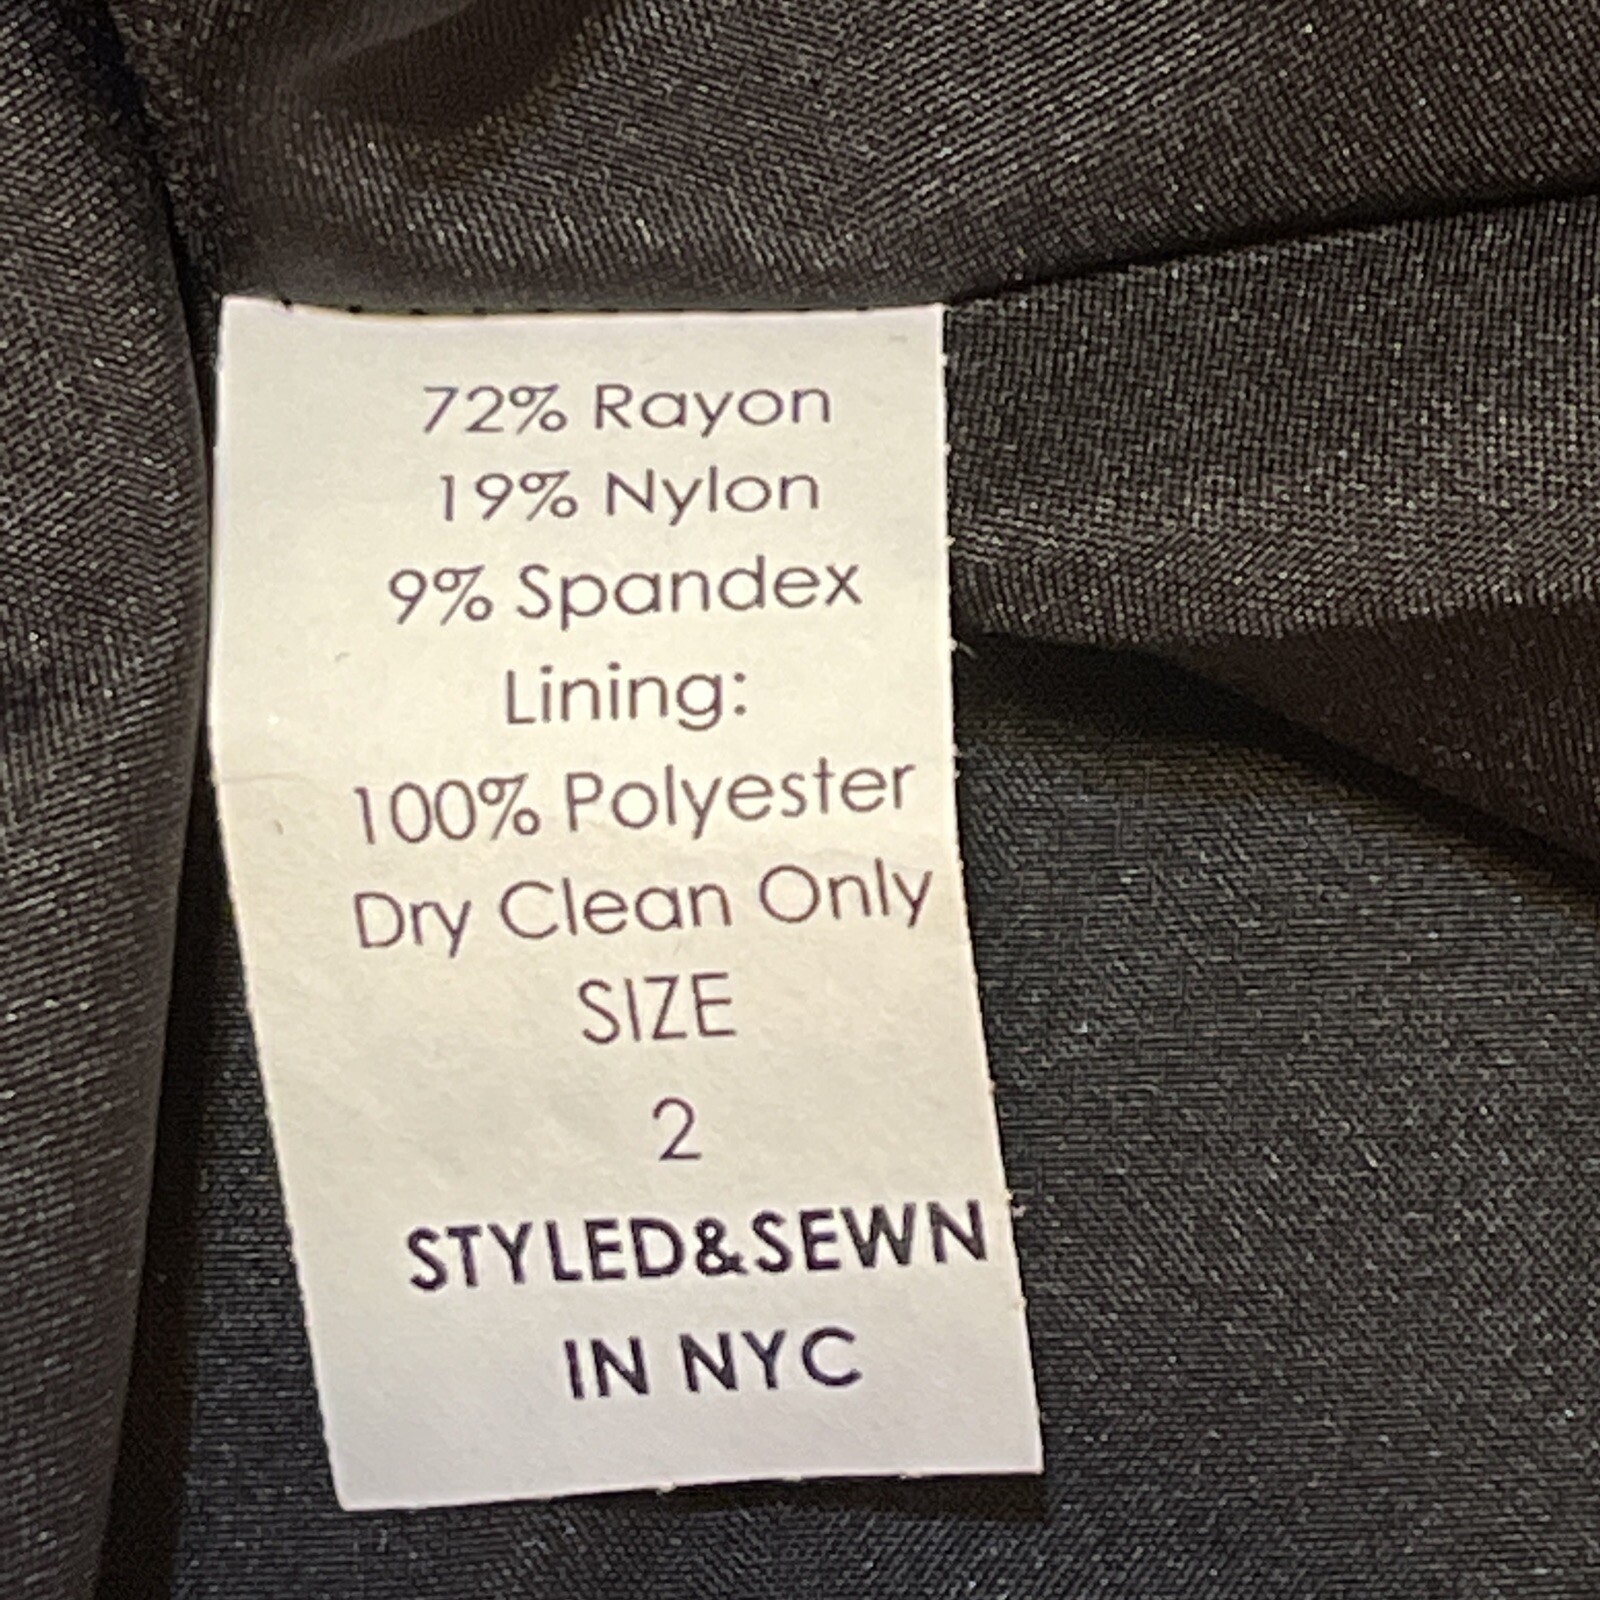 72% Rayon
19% Nylon
9% Spandex
Lining:
100% Polyester
Dry Clean Only
SIZE
2
STYLED&SEWN
IN NYC